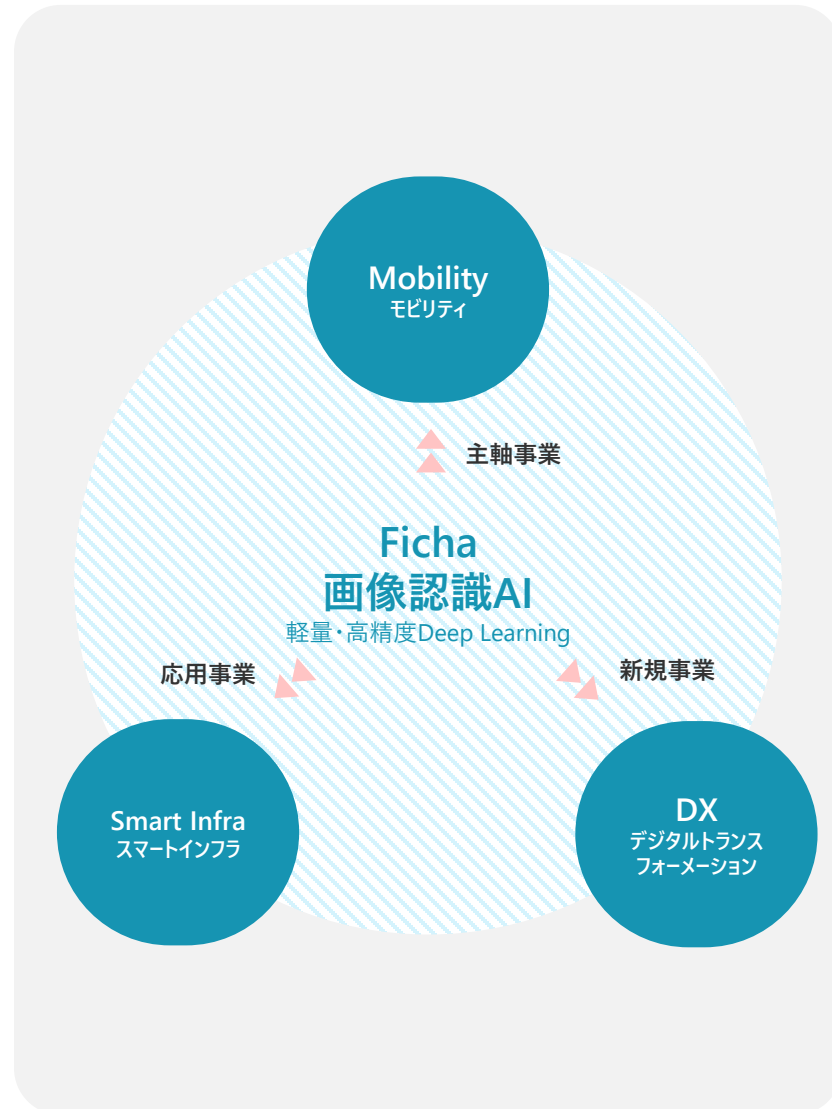 Mobility
モビリティ
主軸事業
Ficha
画像認識AI
軽量・高精度Deep Learning
応用事業
新規事業
Smart Infra
スマートインフラ
DX
デジタルトランス
フォーメーション